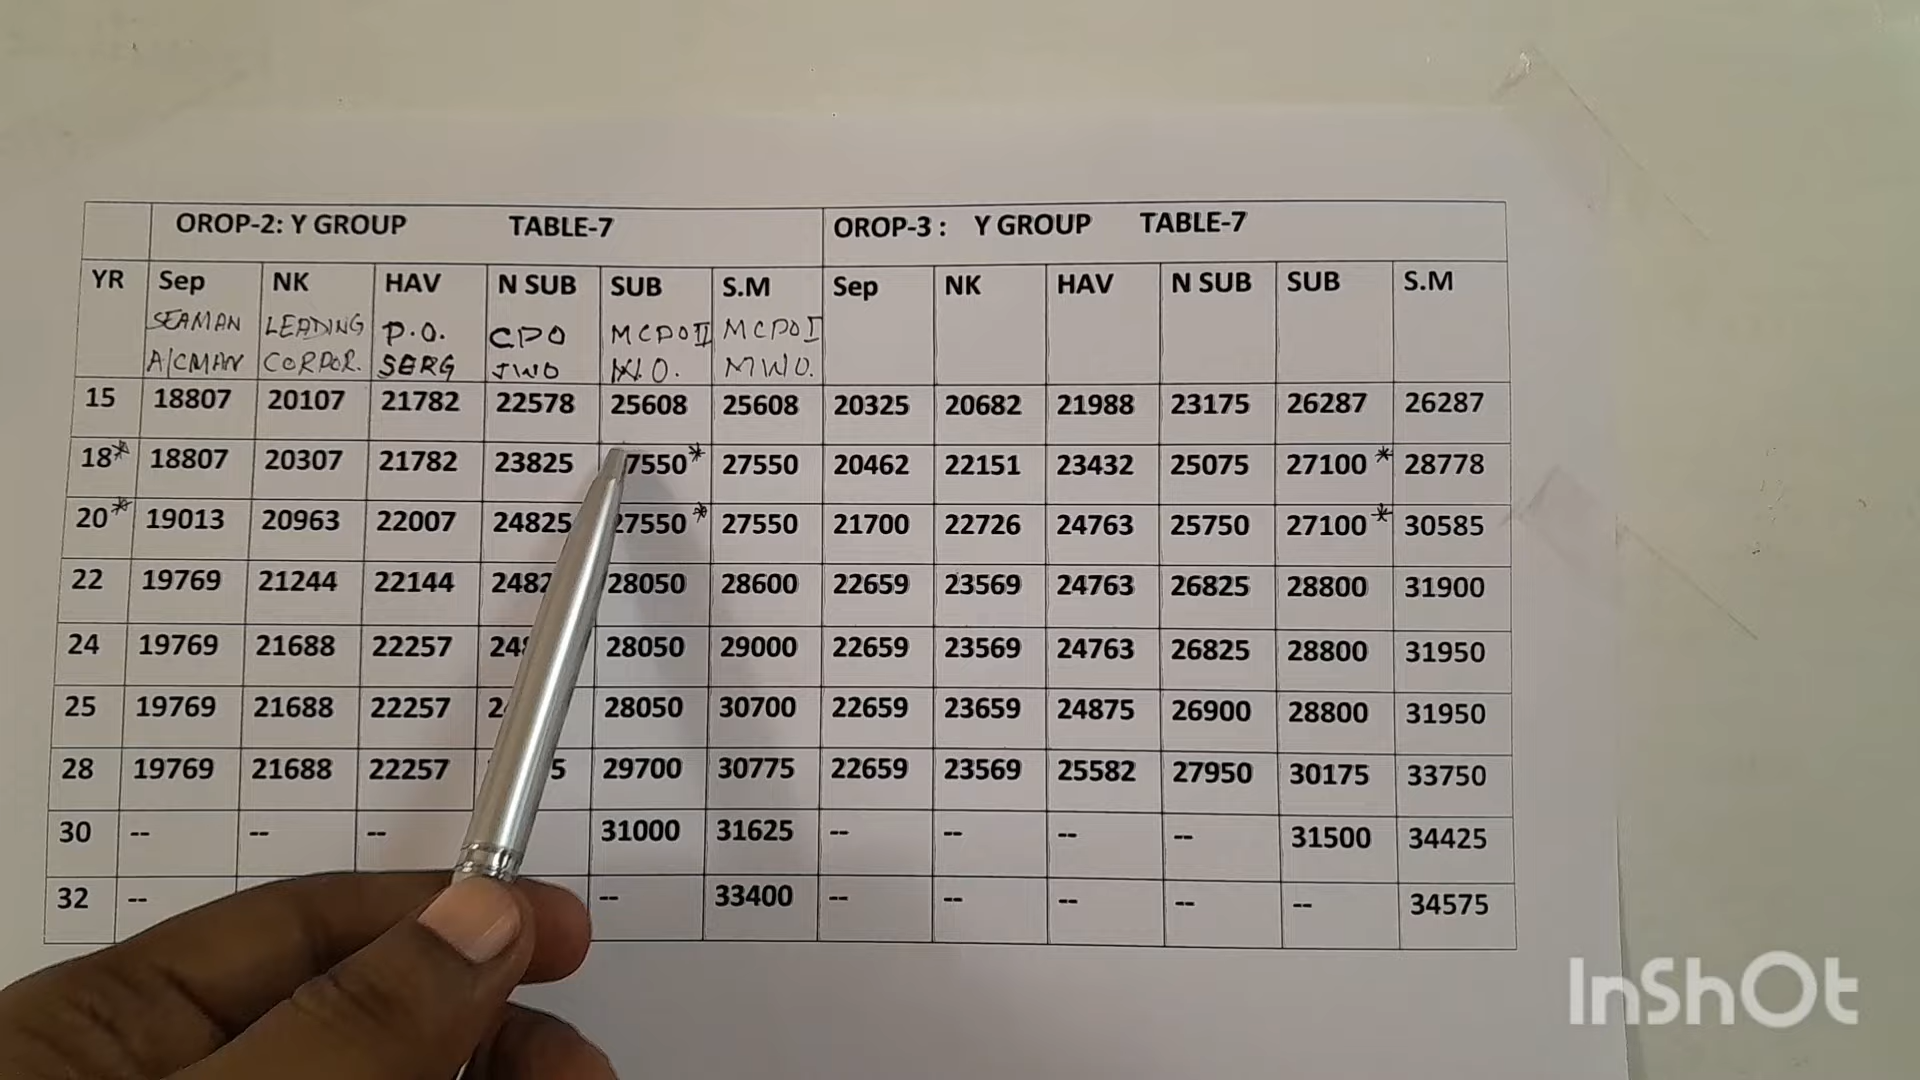 OROP-2: Y GROUP TABLE-7 OROP-3 : Y GROUP TABLE-7
YR Sep NK HAV N SUB SUB S.M Sep NK HAV N SUB SUB S.M
SEAMAN LEADING P.O. CPO MCPO II MCPO I
A/CMAN CORPOR. SERG JWO W.O. MWO.
15 18807 20107 21782 22578 25608 25608 20325 20682 21988 23175 26287 26287
18* 18807 20307 21782 23825 7550* 27550 20462 22151 23432 25075 27100 * 28778
20* 19013 20963 22007 24825 27550* 27550 21700 22726 24763 25750 27100 * 30585
22 19769 21244 22144 2482 28050 28600 22659 23569 24763 26825 28800 31900
24 19769 21688 22257 28050 29000 22659 23569 24763 26825 28800 31950
25 19769 21688 22257 28050 30700 22659 23659 24875 26900 28800 31950
28 19769 21688 22257 5 29700 30775 22659 23569 25582 27950 30175 33750
30 -- -- -- 31000 31625 -- -- -- -- 31500 34425
32 -- -- 33400 -- -- -- -- -- 34575
InShOt